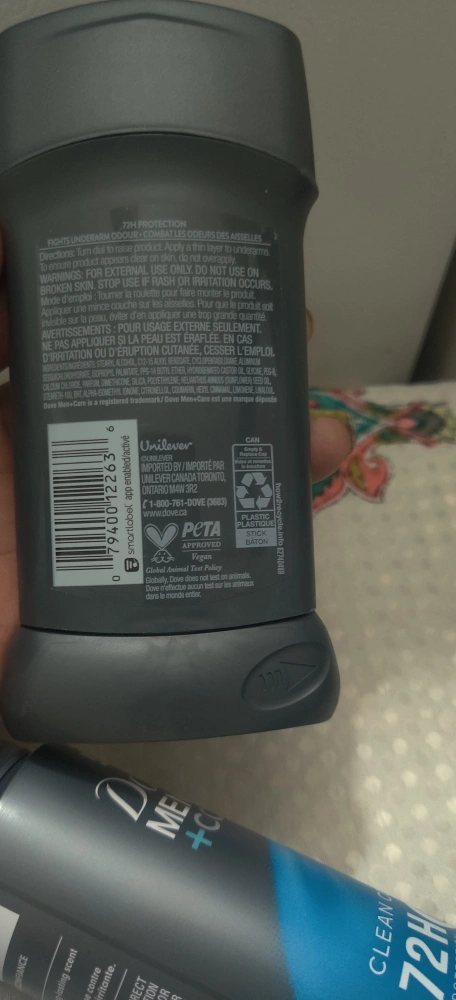 72H PROTECTION
FIGHTS UNDERARM ODOUR • COMBAT LES ODEURS DES AISSELLES
Directions: Turn dial to raise product. Apply a thin layer to underarms.
To ensure product appears clear on skin, do not overapply.
WARNINGS: FOR EXTERNAL USE ONLY. DO NOT USE ON
BROKEN SKIN. STOP USE IF RASH OR IRRITATION OCCURS.
Mode d'emploi : Tourner la roulette pour faire monter le produit.
Appliquer une mince couche sur les aisselles. Pour que le produit soit
invisible sur la peau, éviter d'en appliquer une trop grande quantité.
AVERTISSEMENTS : POUR USAGE EXTERNE SEULEMENT.
NE PAS APPLIQUER SI LA PEAU EST ÉRAFLÉE. EN CAS
D'IRRITATION OU D'ÉRUPTION CUTANÉE, CESSER L'EMPLOI.
Dove Men+Care is a registered trademark / Dove Men+Care est une marque déposée
0 79400 12263 6
smartlabel app enabled/activé
Unilever
©UNILEVER
IMPORTED BY / IMPORTÉ PAR
UNILEVER CANADA TORONTO,
ONTARIO M4W 3R2
1-800-761-DOVE (3683)
www.dove.ca
PETA
APPROVED
Vegan
Global Animal Test Policy
Globally, Dove does not test on animals.
Dove n'effectue aucun test sur les animaux
dans le monde entier.
CAN
PLASTIC
PLASTIQUE
STICK
BÂTON
how2recycle.info
Do
ME
+C
CLEAN
72H